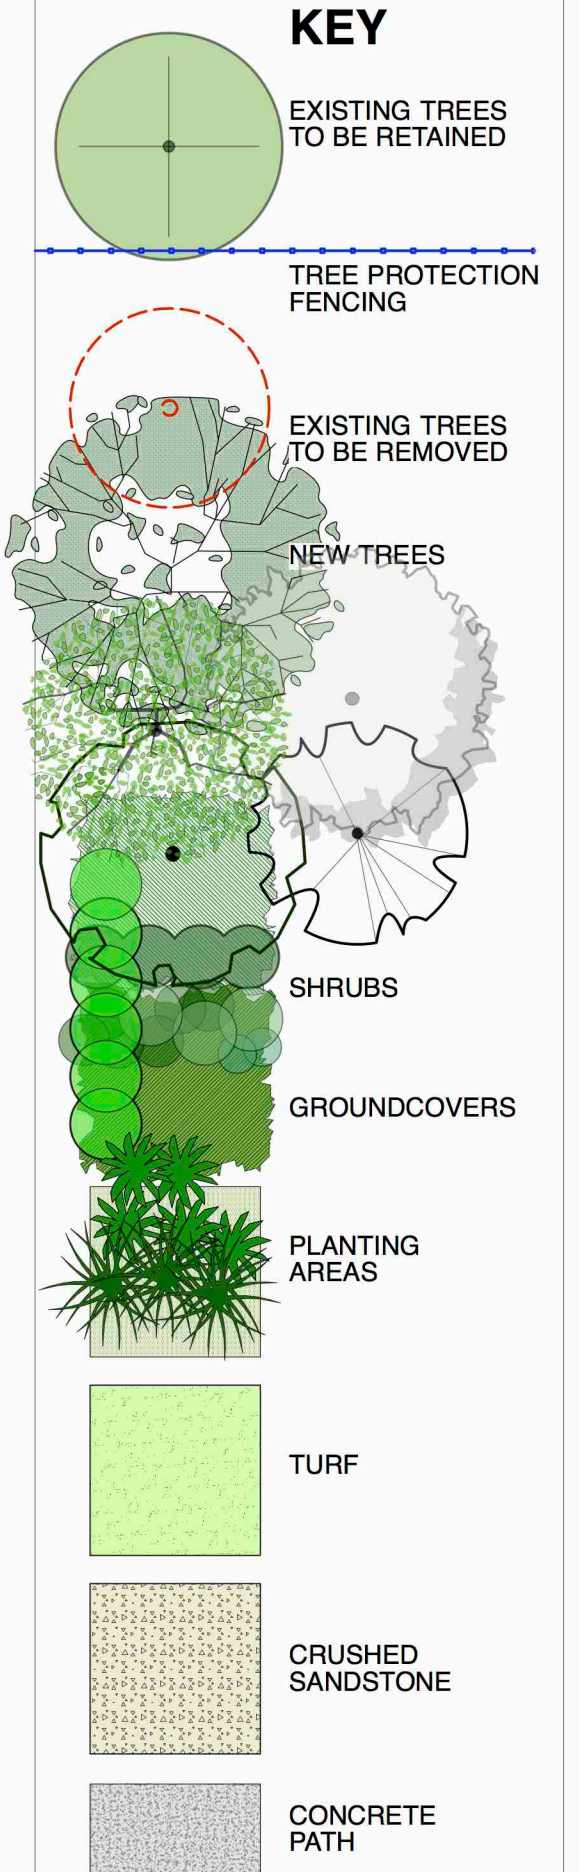 KEY
EXISTING TREES
TO BE RETAINED
TREE PROTECTION
FENCING
EXISTING TREES
TO BE REMOVED
NEW TREES
SHRUBS
GROUNDCOVERS
PLANTING
AREAS
TURF
CRUSHED
SANDSTONE
CONCRETE
PATH